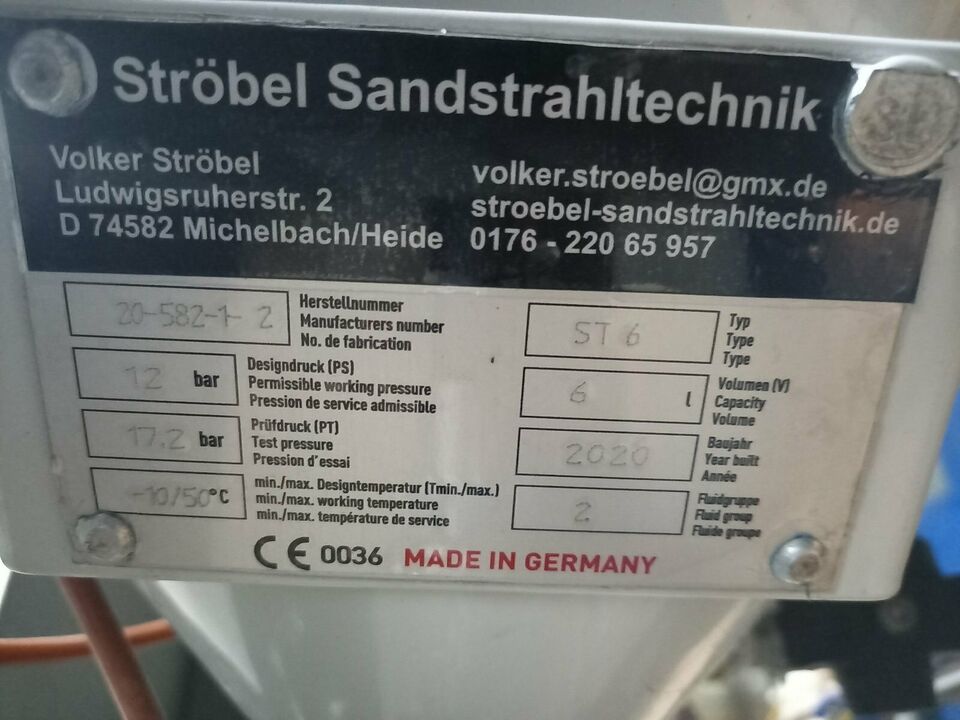 Ströbel Sandstrahltechnik
Volker Ströbel
Ludwigsruherstr. 2
D 74582 Michelbach/Heide
volker.stroebel@gmx.de
stroebel-sandstrahltechnik.de
0176 - 220 65 957
20-582-1- 2
Herstellnummer
Manufacturers number
No. de fabrication
12 bar
Designdruck (PS)
Permissible working pressure
Pression de service admissible
17.2 bar
Prüfdruck (PT)
Test pressure
Pression d'essai
-10/50°C
min./max. Designtemperatur (Tmin./max.)
min./max. working temperature
min./max. température de service
ST 6
Typ
Type
Type
6 l
Volumen (V)
Capacity
Volume
2020
Baujahr
Year built
Année
2
Fluidgruppe
Fluid group
Fluide groupe
CE 0036 MADE IN GERMANY